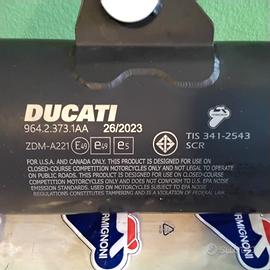 DUCATI
964.2.373.1AA 26/2023
ZDM-A221 E49 e49 e5
TIS 341-2543
SCR
FOR U.S.A. AND CANADA ONLY, THIS PRODUCT IS DESIGNED FOR USE ON
CLOSED-COURSE COMPETITION MOTORCYCLES ONLY AND NOT LEGAL TO OPERATE
ON PUBLIC ROADS. THIS PRODUCT IS DESIGNED FOR USE ON CLOSED-COURSE
COMPETITION MOTORCYCLES ONLY AND DOES NOT CONFORM TO U.S. EPA NOISE
EMISSION STANDARDS. USED ON MOTORCYCLES SUBJECT TO EPA NOISE
REGULATIONS CONSTITUTES TAMPERING AND IS A VIOLATION OF FEDERAL LAW.
TERMIGNONI